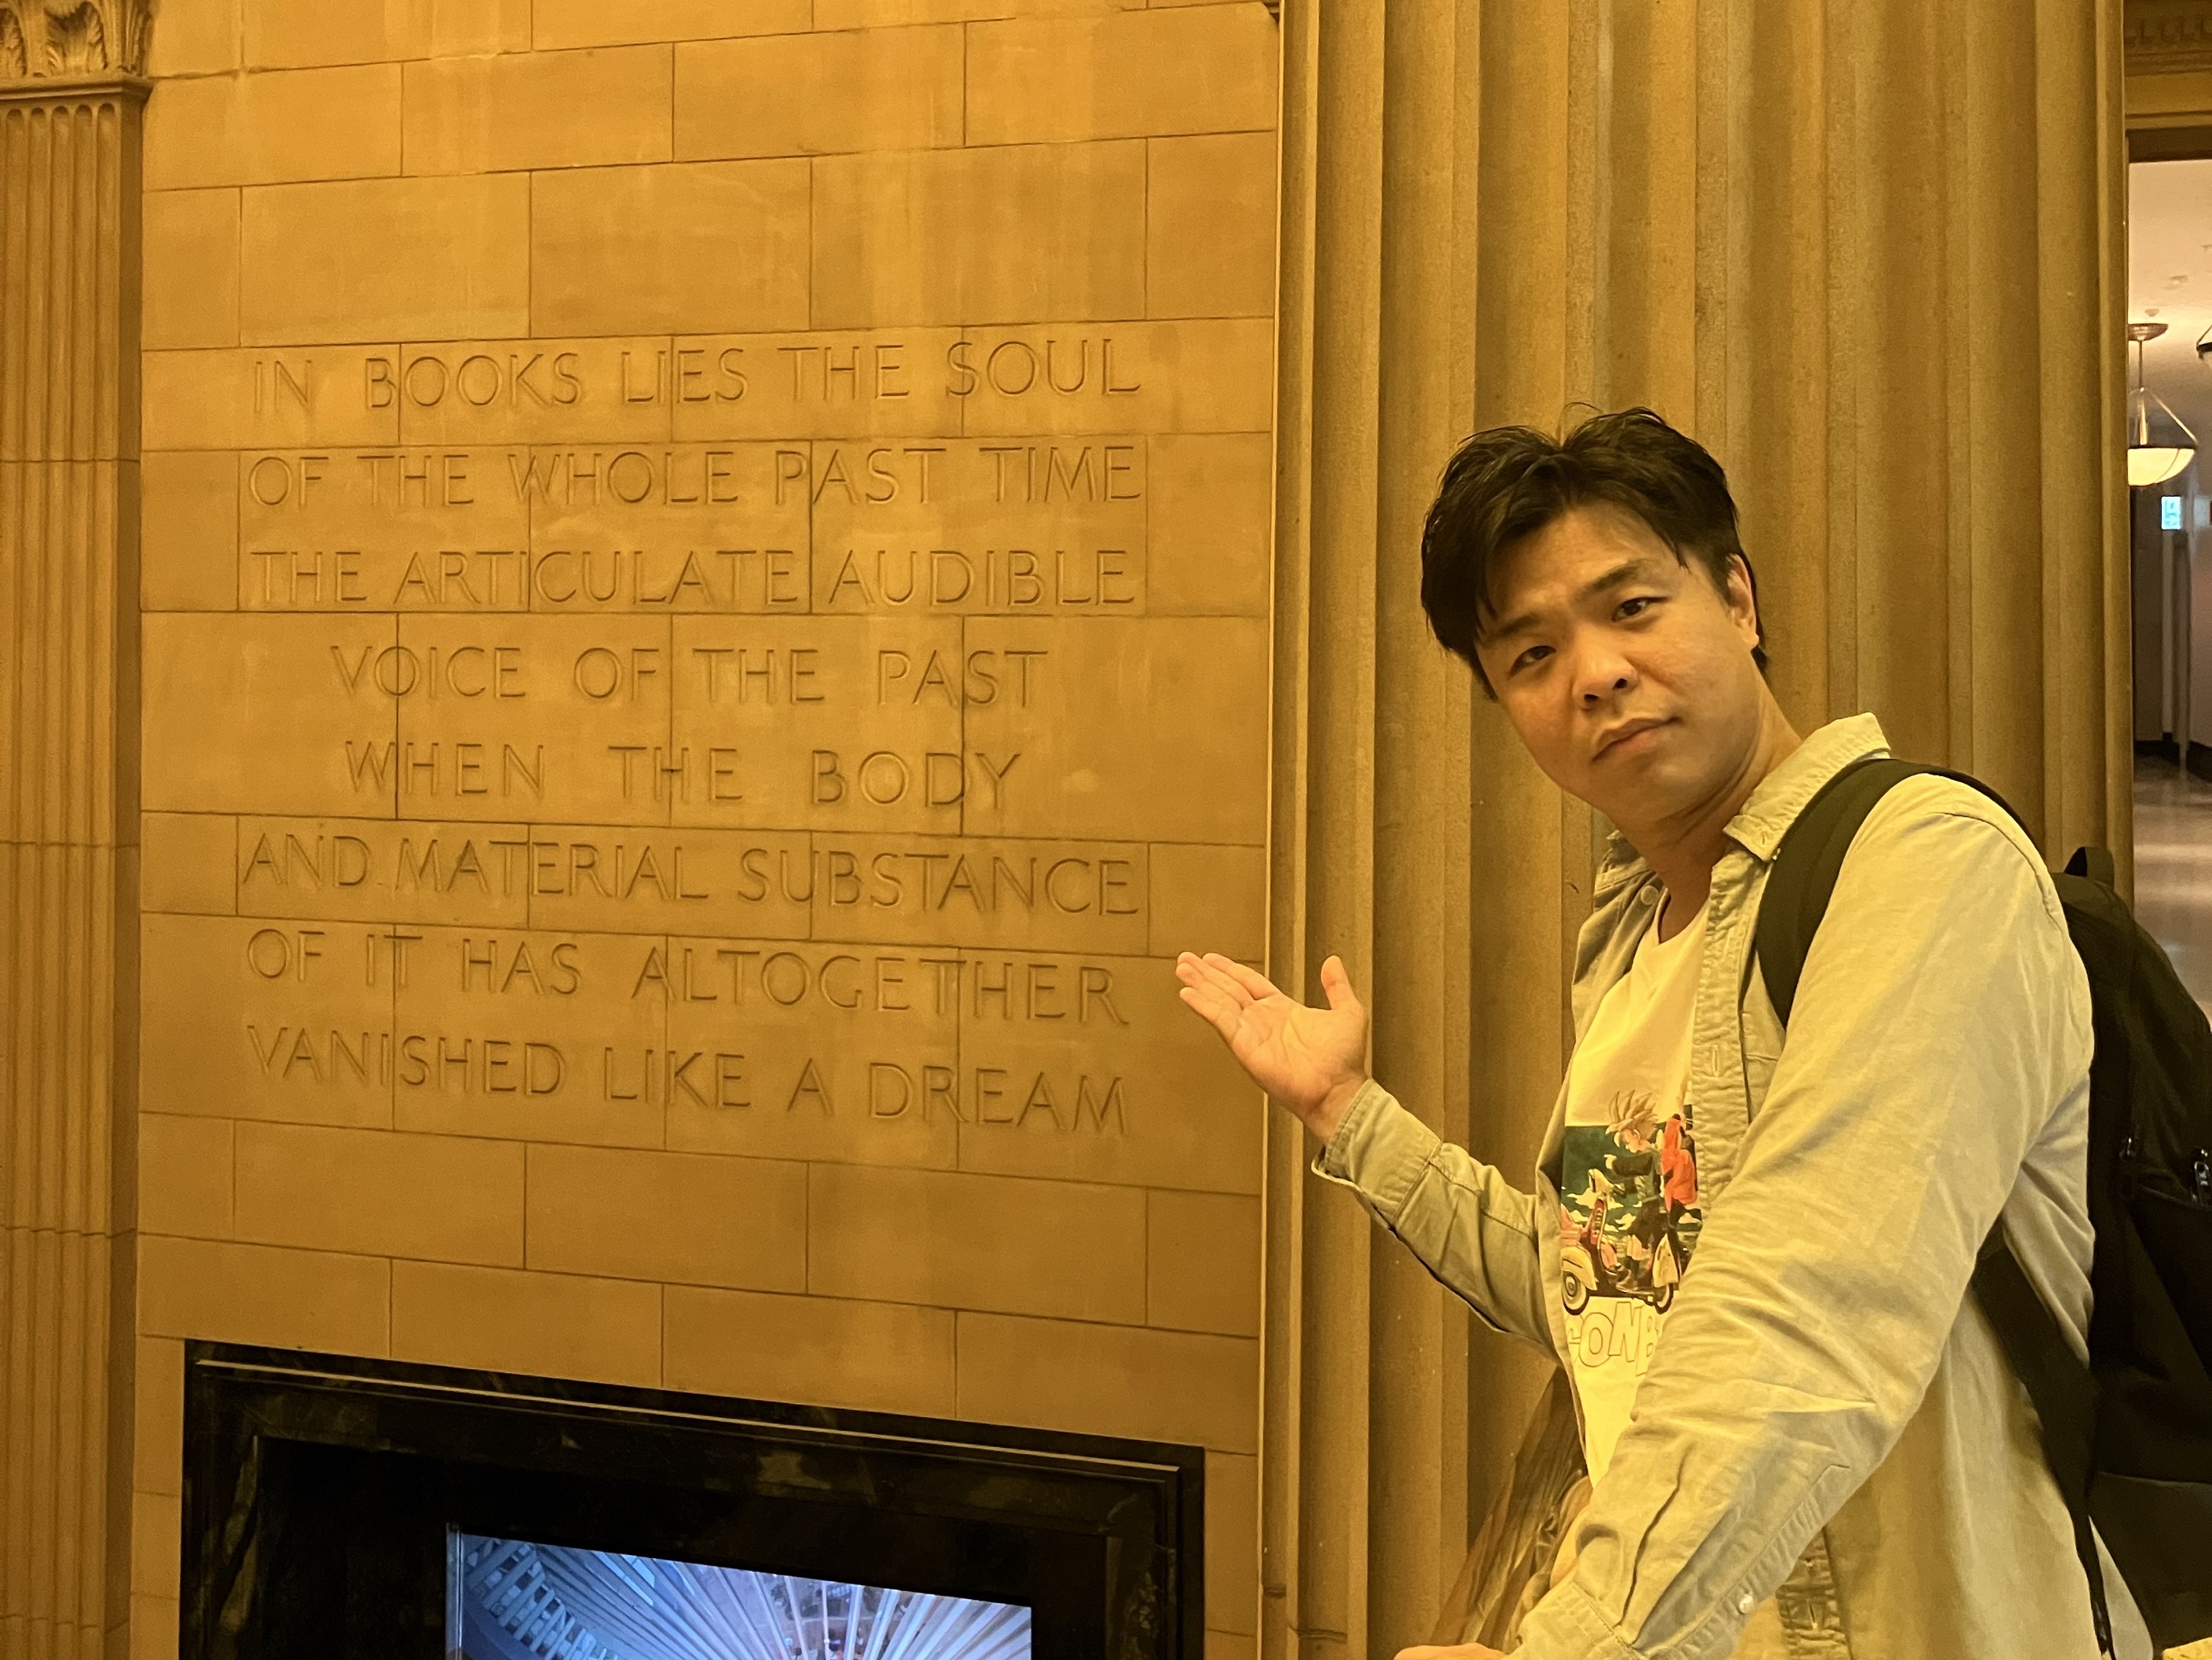 IN BOOKS LIES THE SOUL
OF THE WHOLE PAST TIME
THE ARTICULATE AUDIBLE
VOICE OF THE PAST
WHEN THE BODY
AND MATERIAL SUBSTANCE
OF IT HAS ALTOGETHER
VANISHED LIKE A DREAM